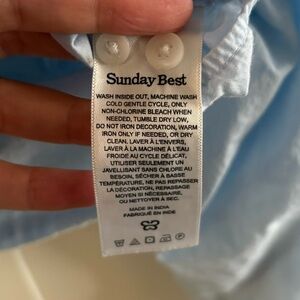 Sunday Best
WASH INSIDE OUT, MACHINE WASH
COLD GENTLE CYCLE, ONLY
NON-CHLORINE BLEACH WHEN
NEEDED, TUMBLE DRY LOW,
DO NOT IRON DECORATION, WARM
IRON ONLY IF NEEDED, OR DRY
CLEAN. LAVER À L'ENVERS,
LAVER À LA MACHINE À L'EAU
FROIDE AU CYCLE DÉLICAT,
UTILISER SEULEMENT UN
JAVELLISANT SANS CHLORE AU
BESOIN, SÉCHER À BASSE
TEMPÉRATURE, NE PAS REPASSER
LA DÉCORATION, REPASSAGE
MOYEN SI NÉCESSAIRE,
OU NETTOYER À SEC.
MADE IN INDIA
FABRIQUÉ EN INDE